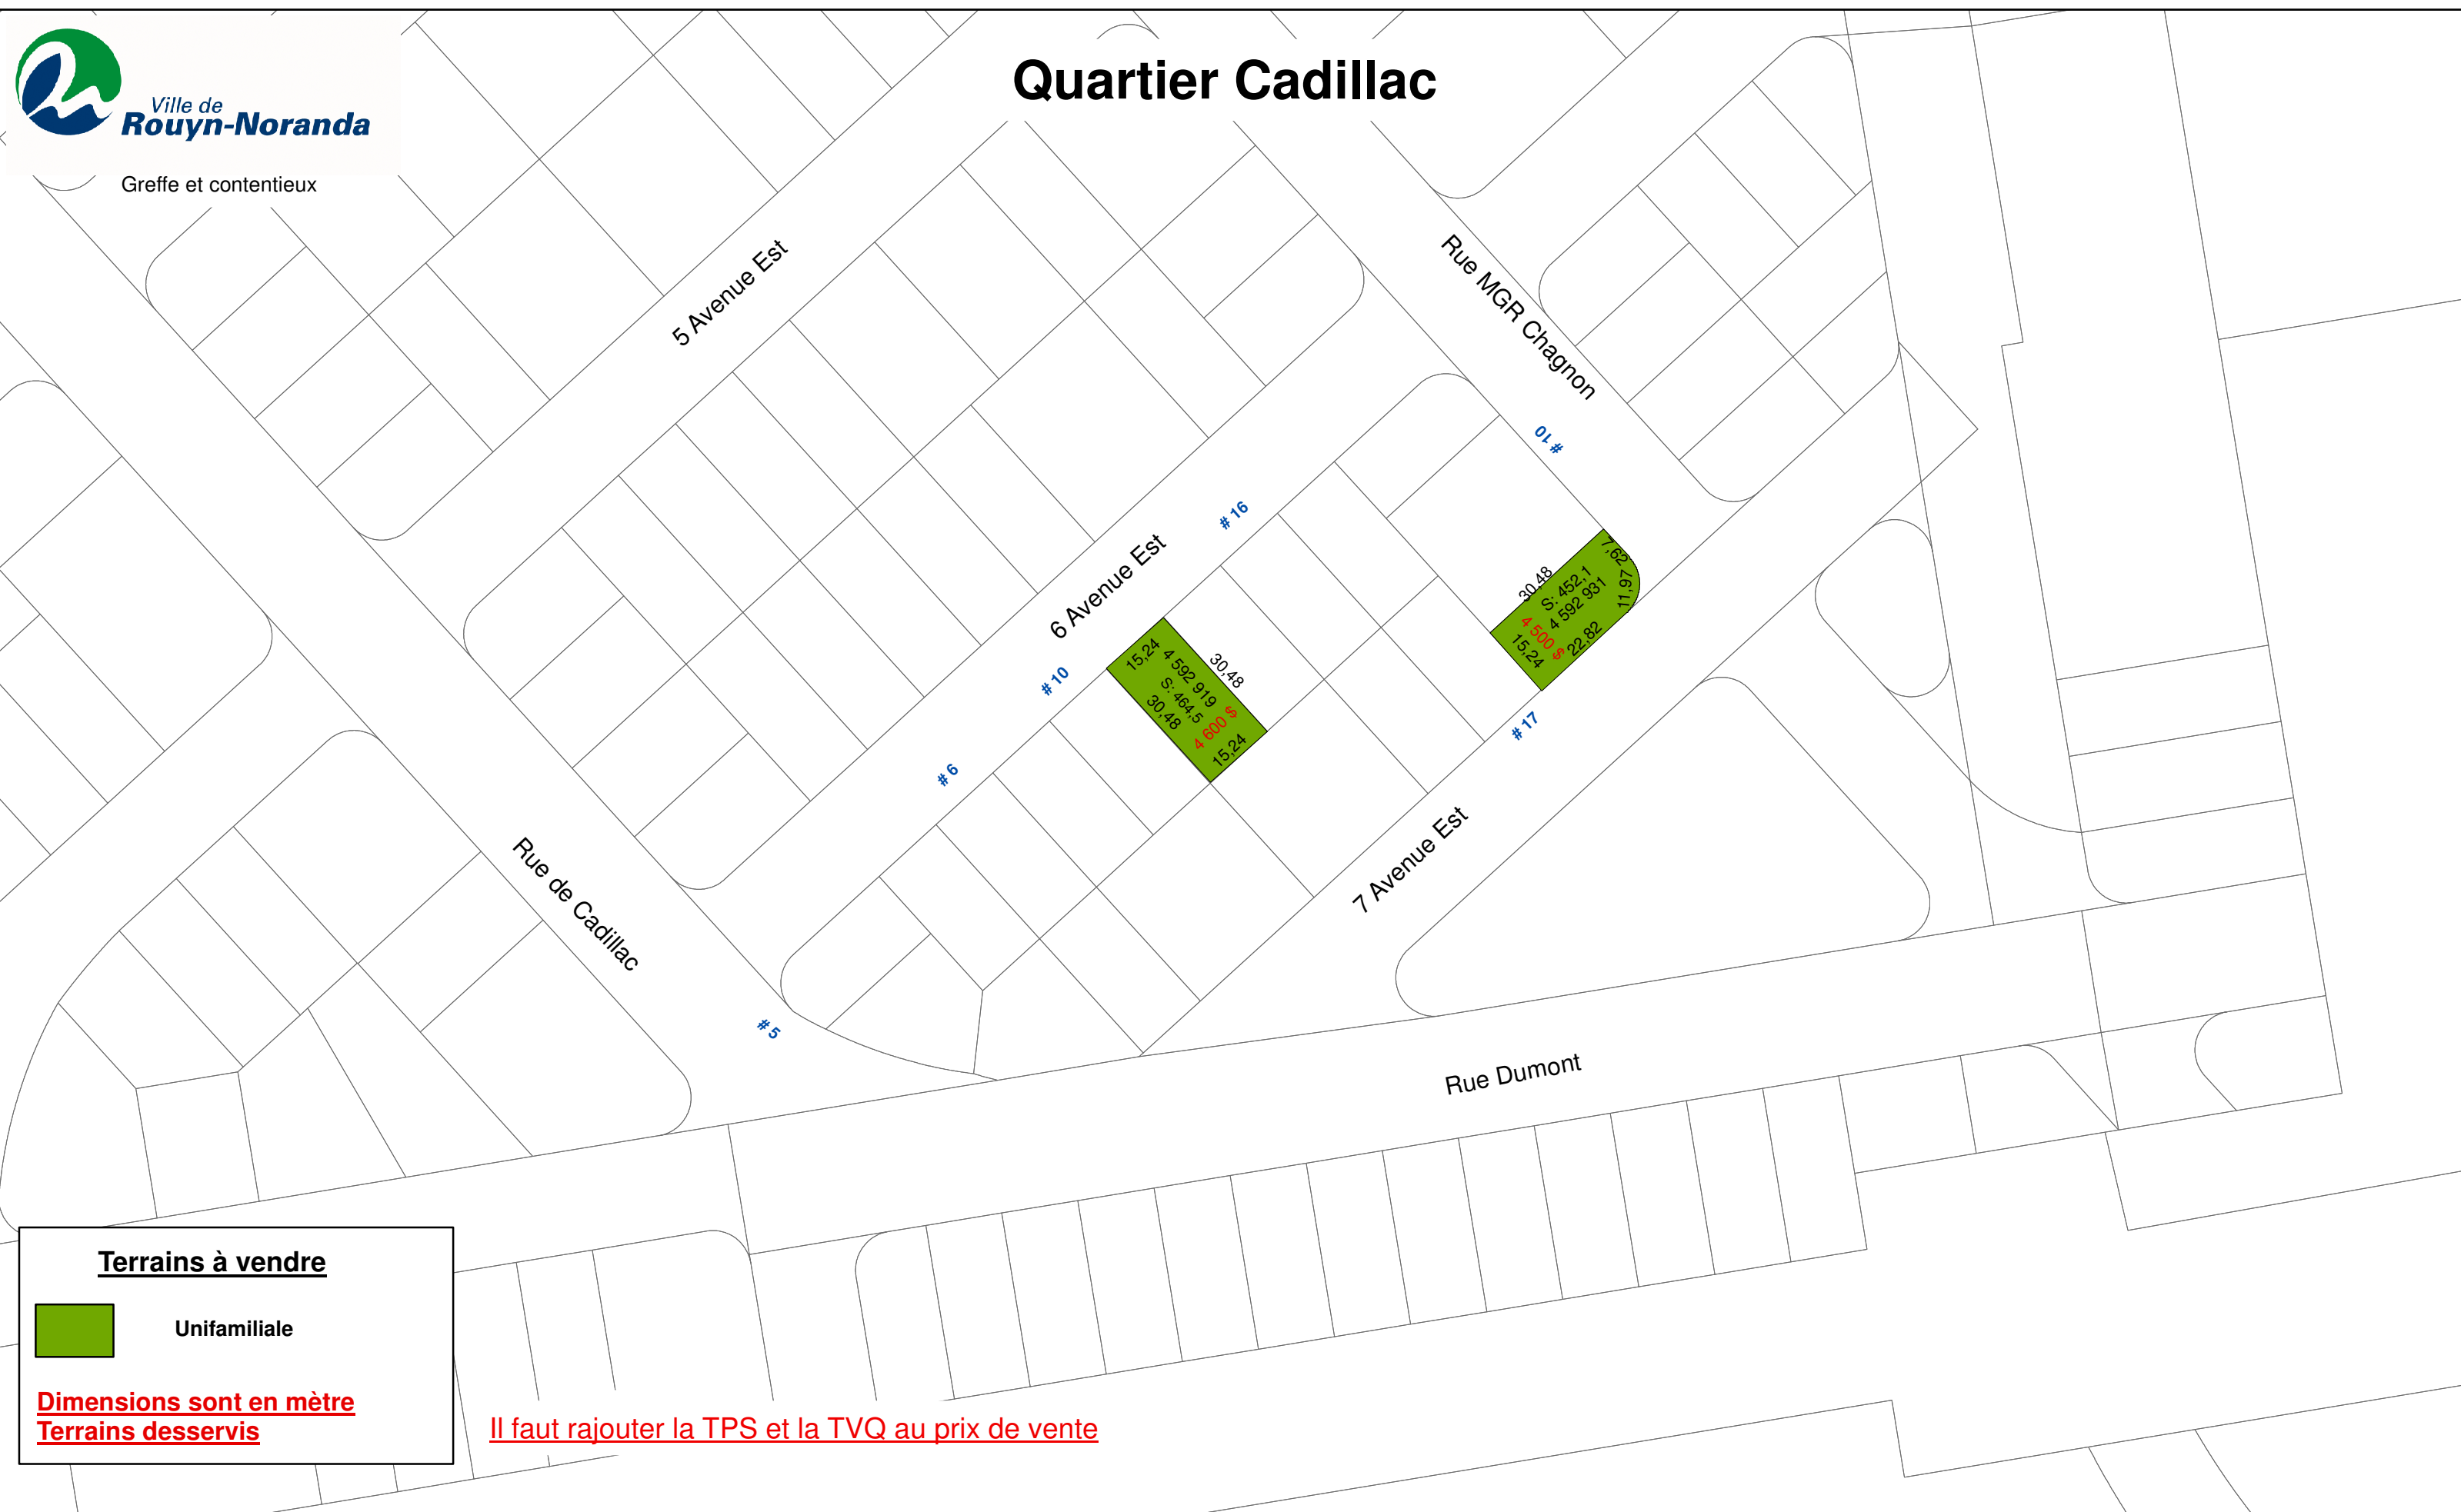 Quartier Cadillac
Ville de
Rouyn-Noranda
Greffe et contentieux
5 Avenue Est
Rue MGR Chagnon
# 10
# 16
6 Avenue Est
30,48
7,62
S: 452,1
4 592 931
11,97
4 500 $
15,24
22,82
# 10
15,24
4 592 919
30,48
S: 464,5
30,48
4 600 $
15,24
# 17
# 6
7 Avenue Est
Rue de Cadillac
# 5
Rue Dumont
Terrains à vendre
Unifamiliale
Dimensions sont en mètre
Terrains desservis
Il faut rajouter la TPS et la TVQ au prix de vente